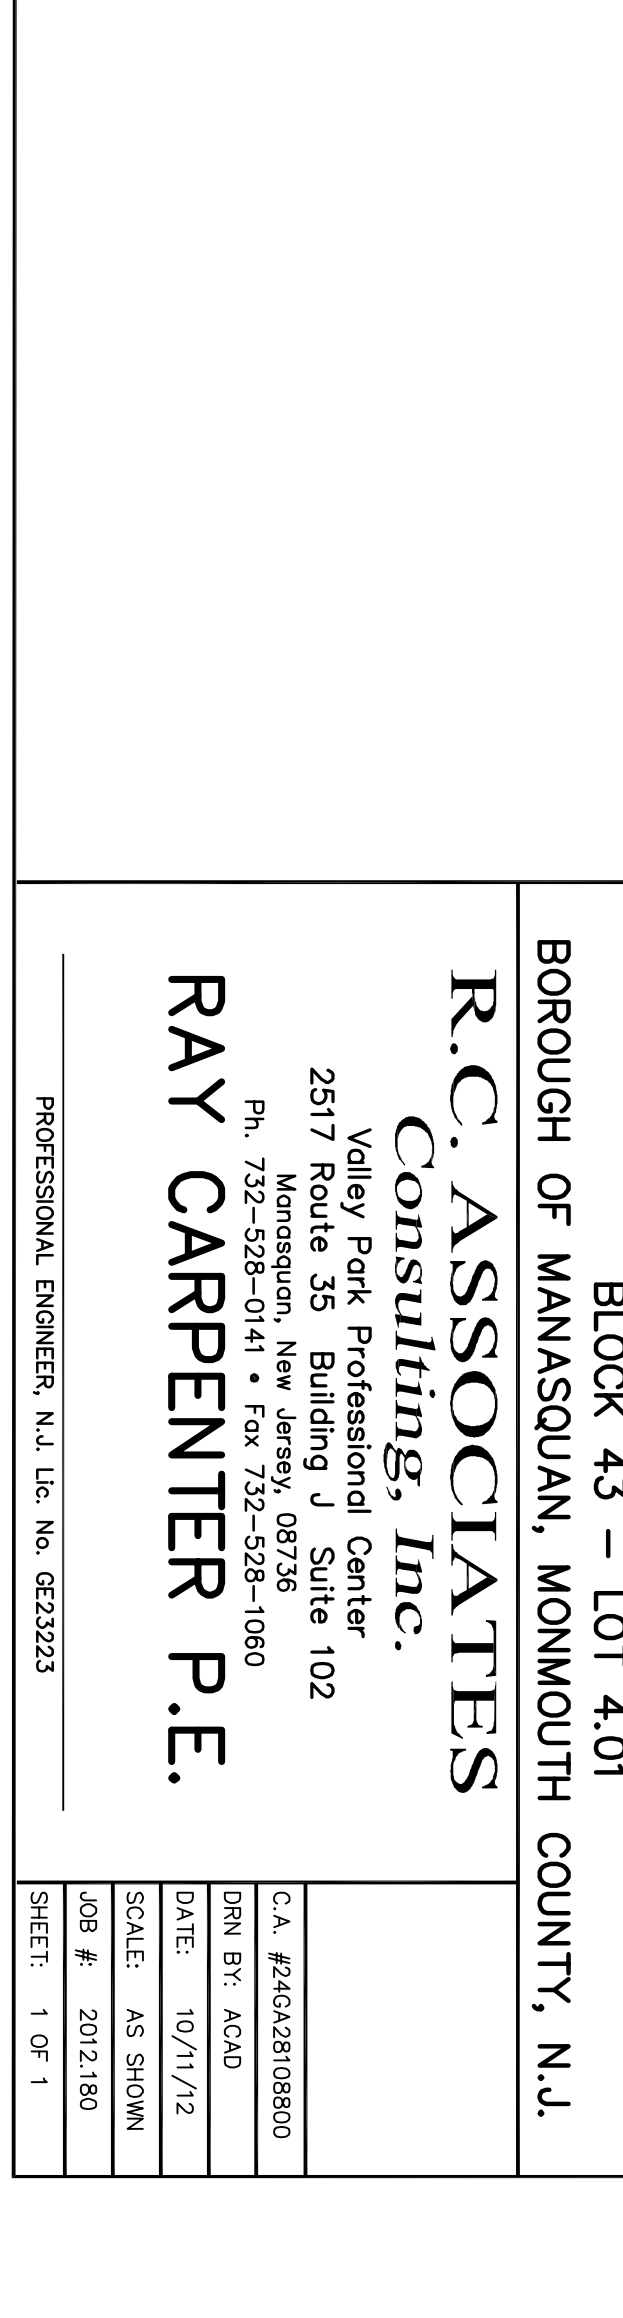 BLOCK 43 – LOT 4.01
BOROUGH OF MANASQUAN, MONMOUTH COUNTY, N.J.
R.C. ASSOCIATES
Consulting, Inc.
Valley Park Professional Center
2517 Route 35 Building J Suite 102
Manasquan, New Jersey, 08736
Ph. 732–528–0141 • Fax 732–528–1060
RAY CARPENTER P.E.
PROFESSIONAL ENGINEER, N.J. Lic. No. GE23223
C.A. #24GA28108800
DRN BY: ACAD
DATE: 10/11/12
SCALE: AS SHOWN
JOB #: 2012.180
SHEET: 1 OF 1